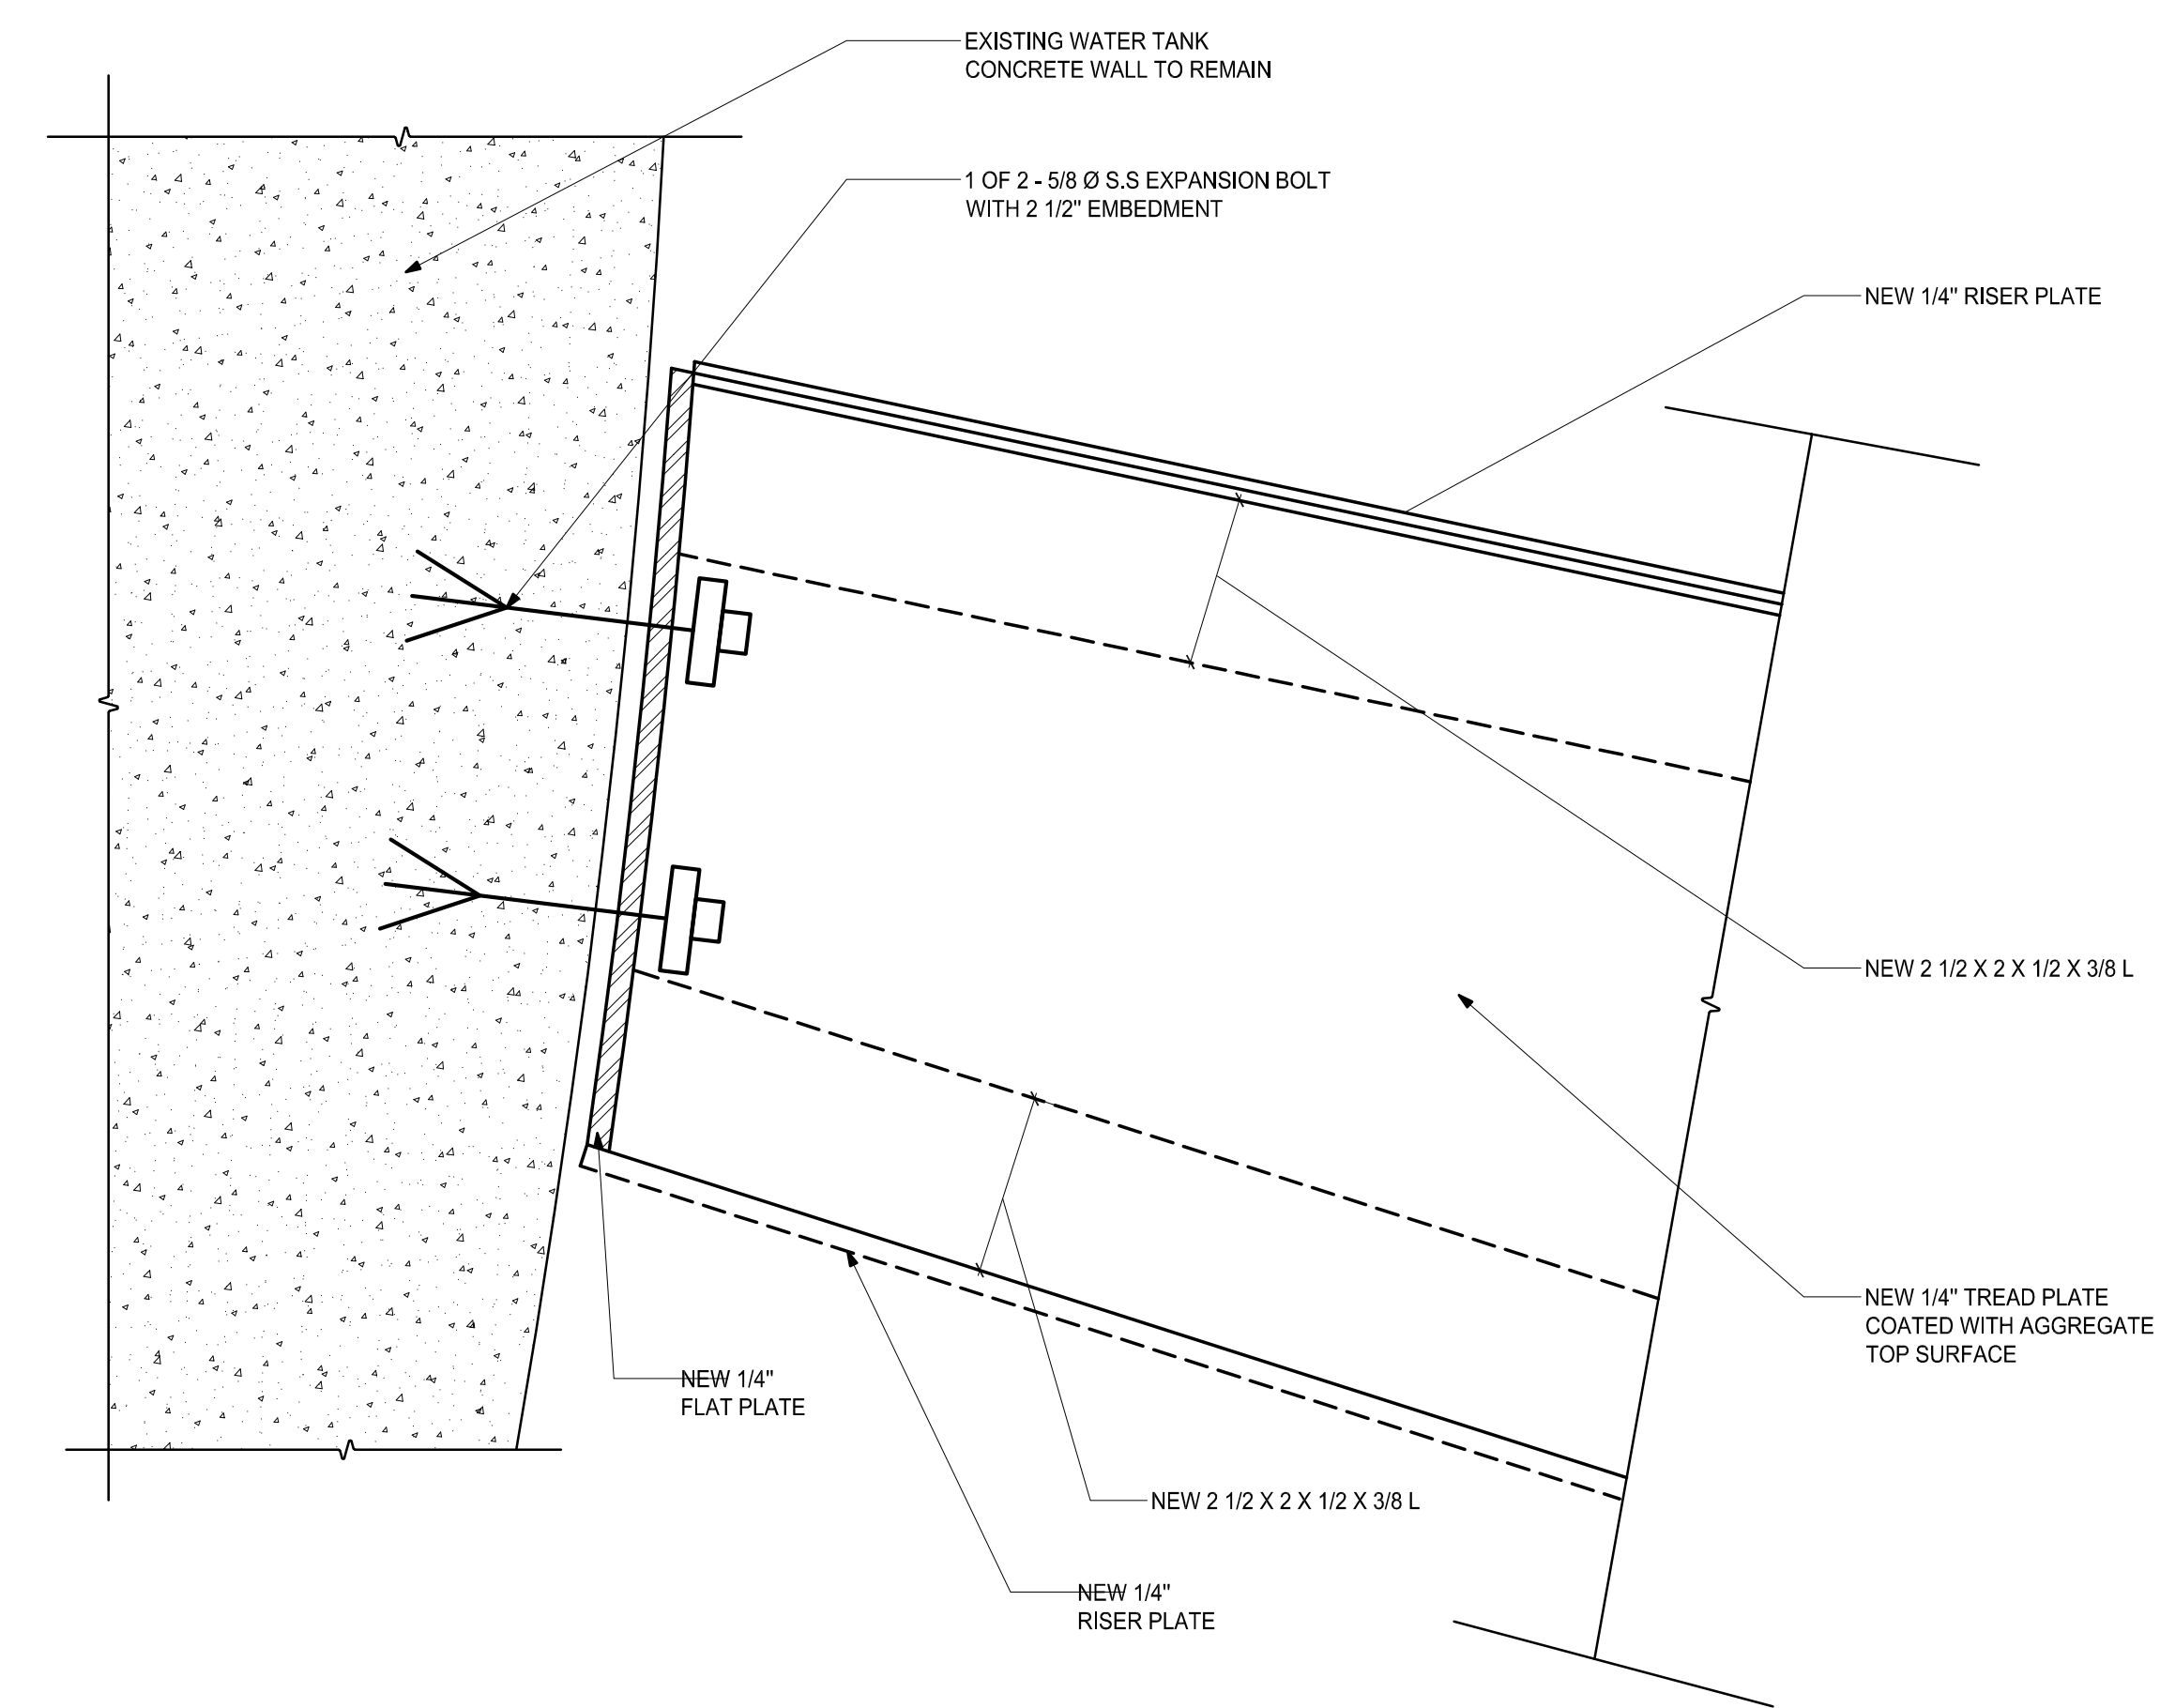 EXISTING WATER TANK
CONCRETE WALL TO REMAIN
1 OF 2 - 5/8 Ø S.S EXPANSION BOLT
WITH 2 1/2" EMBEDMENT
NEW 1/4" RISER PLATE
NEW 2 1/2 X 2 X 1/2 X 3/8 L
NEW 1/4" TREAD PLATE
COATED WITH AGGREGATE
TOP SURFACE
NEW 1/4"
FLAT PLATE
NEW 2 1/2 X 2 X 1/2 X 3/8 L
NEW 1/4"
RISER PLATE